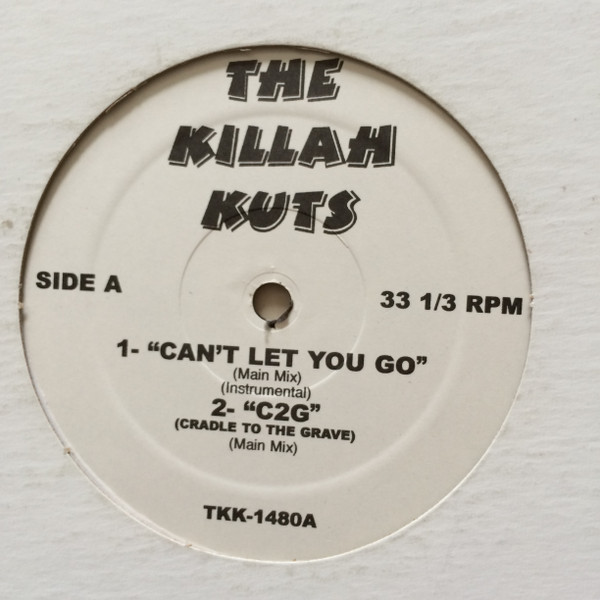 THE
KILLAH
KUTS
SIDE A
33 1/3 RPM
1- “CAN’T LET YOU GO”
(Main Mix)
(Instrumental)
2- “C2G”
(CRADLE TO THE GRAVE)
(Main Mix)
TKK-1480A